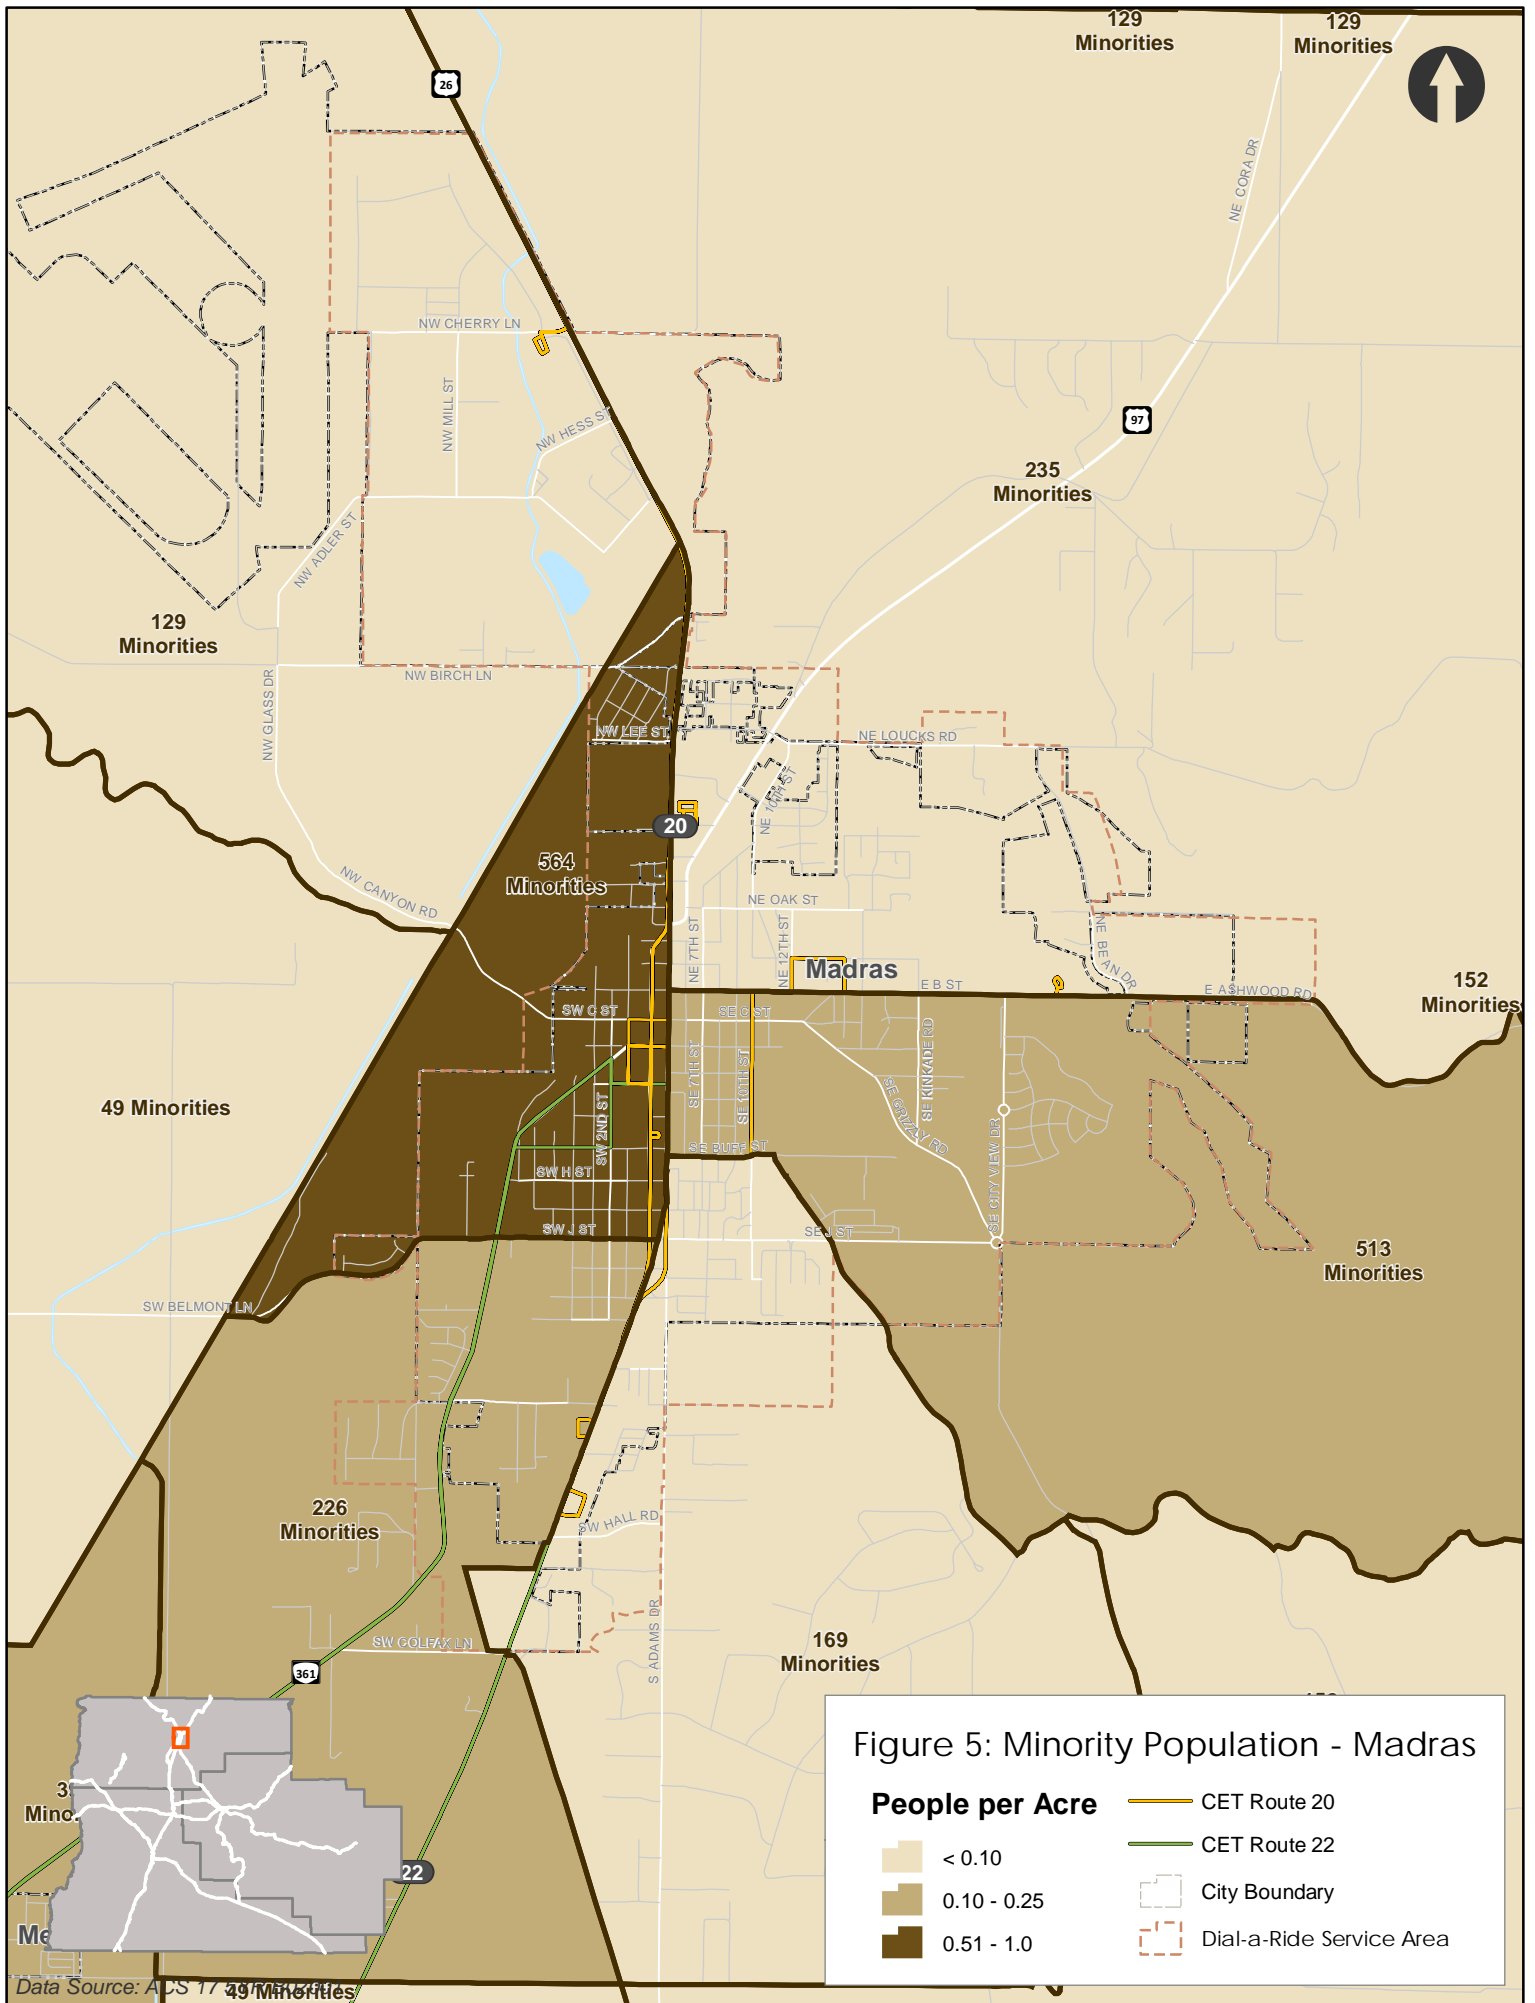 129
Minorities
129
Minorities
26
NE CORA DR
NW CHERRY LN
NW MILL ST
NW HESS ST
97
235
Minorities
NW ADLER ST
129
Minorities
NW GLASS DR
NW BIRCH LN
NW LEE ST
NE LOUCKS RD
NE 10TH ST
20
564
Minorities
NW CANYON RD
NE OAK ST
NE 7TH ST
NE 12TH ST
Madras
NE BEAN DR
E B ST
E ASHWOOD RD
152
Minorities
SW C ST
SE C ST
SE 7TH ST
SE 10TH ST
SE KINKADE RD
SE GRIZZLY RD
49 Minorities
SW 2ND ST
SE BUFF ST
SW H ST
SE CITY VIEW DR
SW J ST
SE J ST
513
Minorities
SW BELMONT LN
226
Minorities
SW HALL RD
S ADAMS DR
SW COLFAX LN
169
Minorities
361
22
Figure 5: Minority Population - Madras
People per Acre
< 0.10
0.10 - 0.25
0.51 - 1.0
CET Route 20
CET Route 22
City Boundary
Dial-a-Ride Service Area
Data Source: ACS 17
49 Minorities